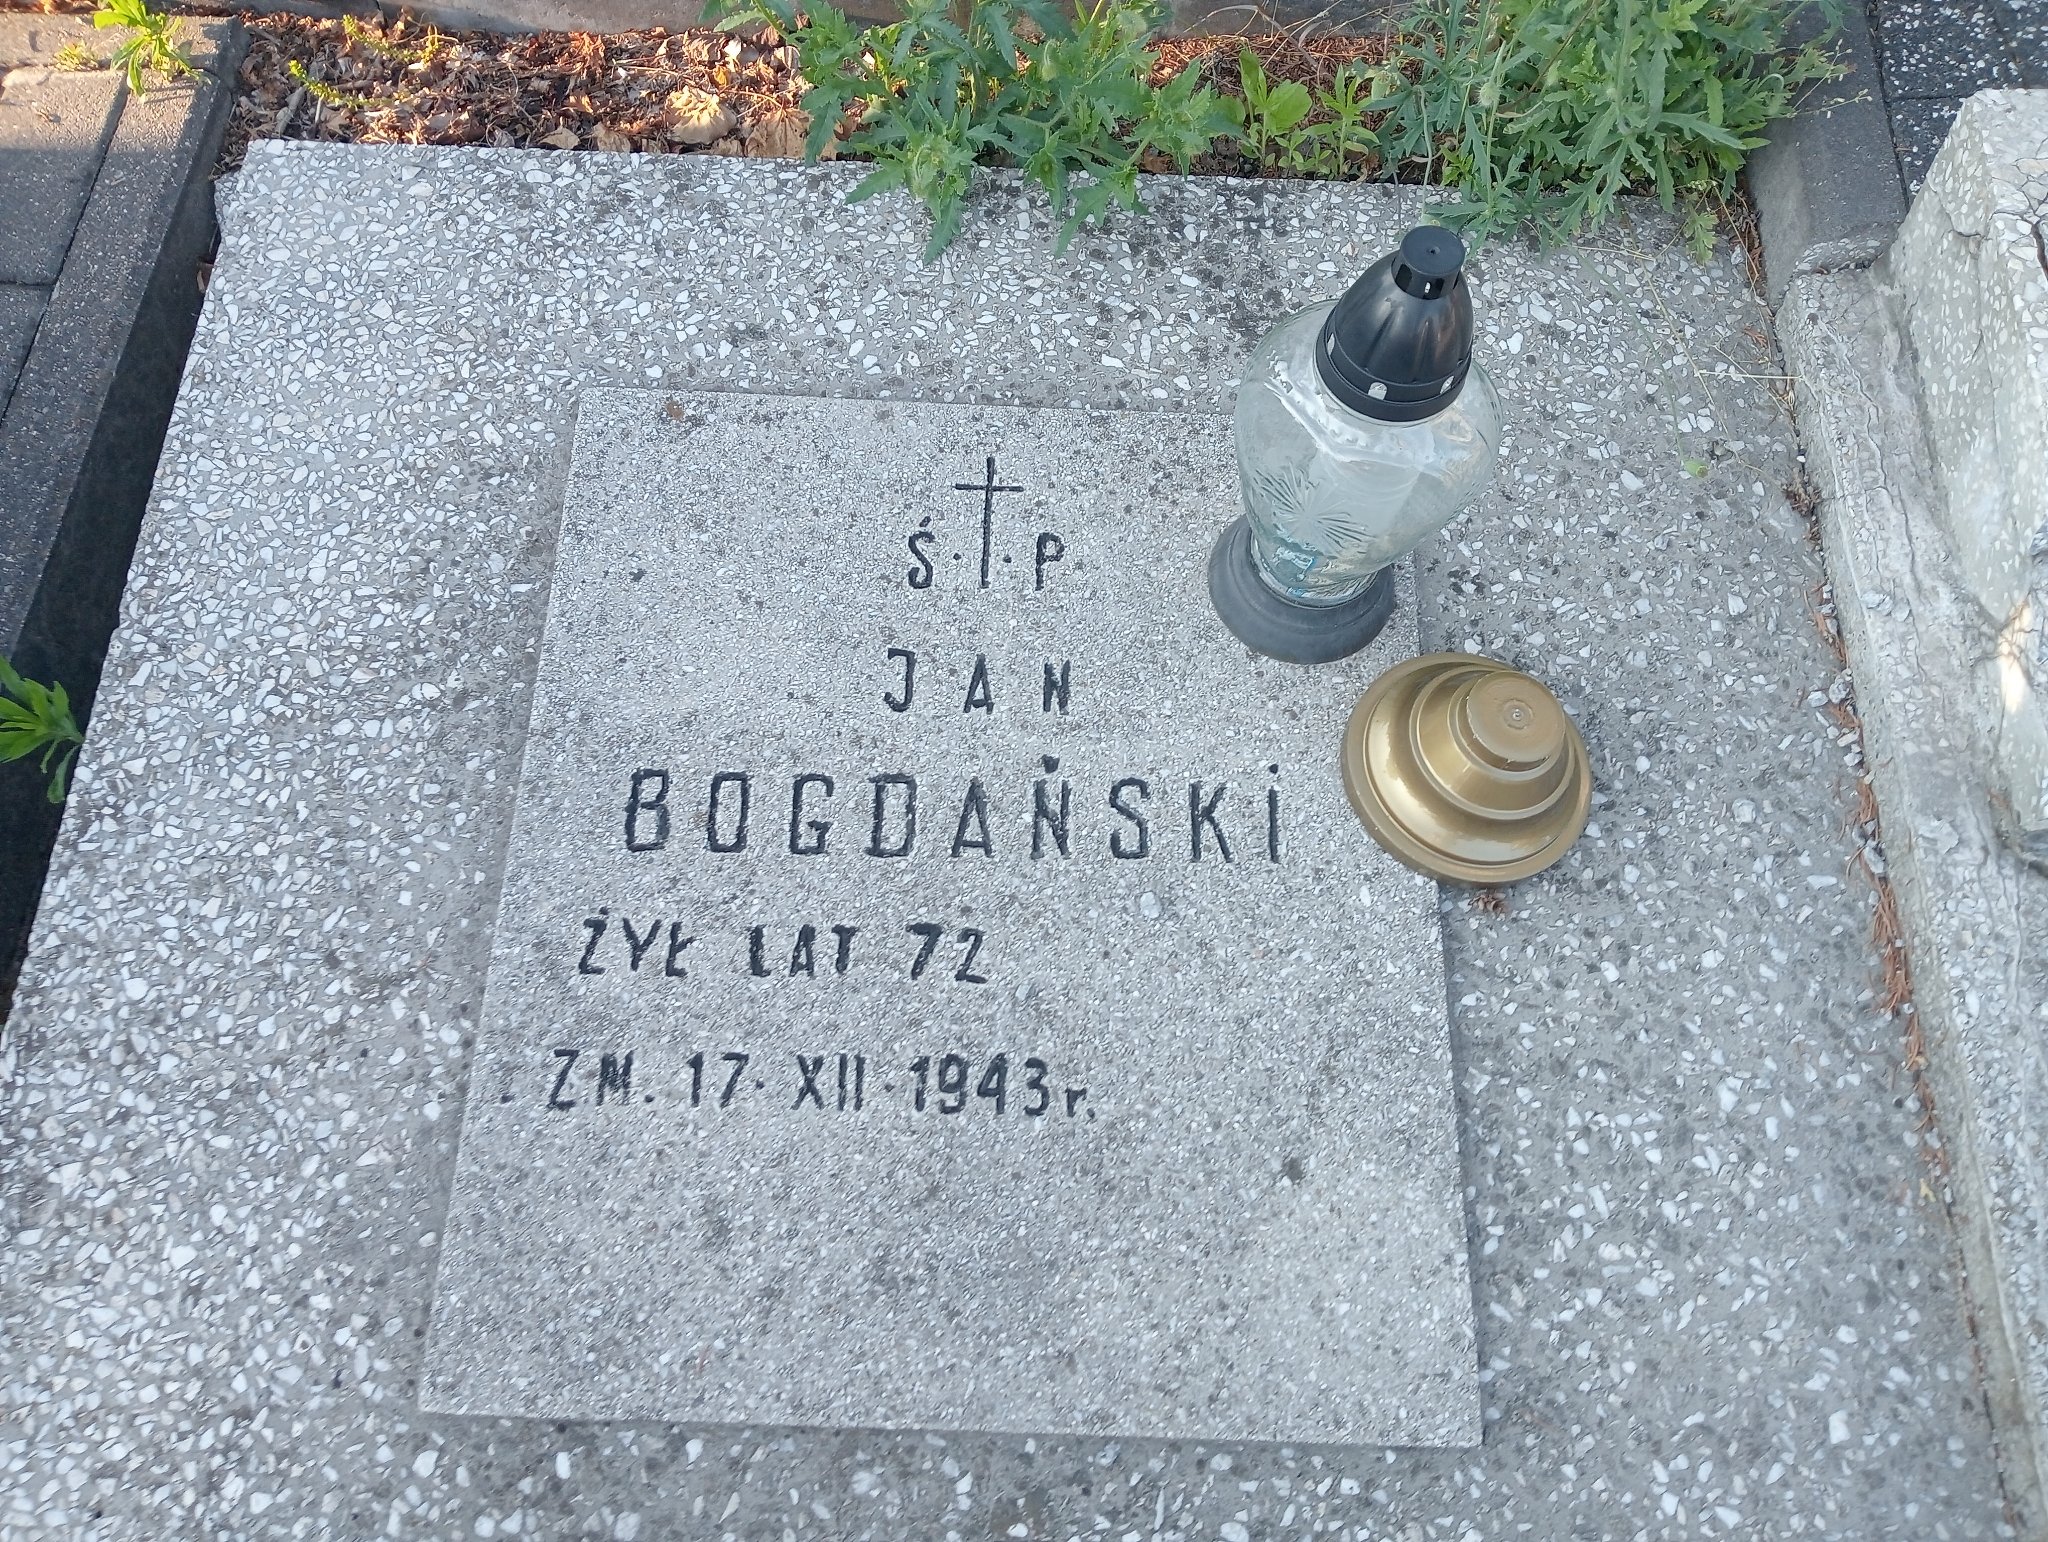 Ś.†.P
JAN
BOGDAŃSKi
ŻYŁ LAT 72
ZM. 17·XII·1943r.